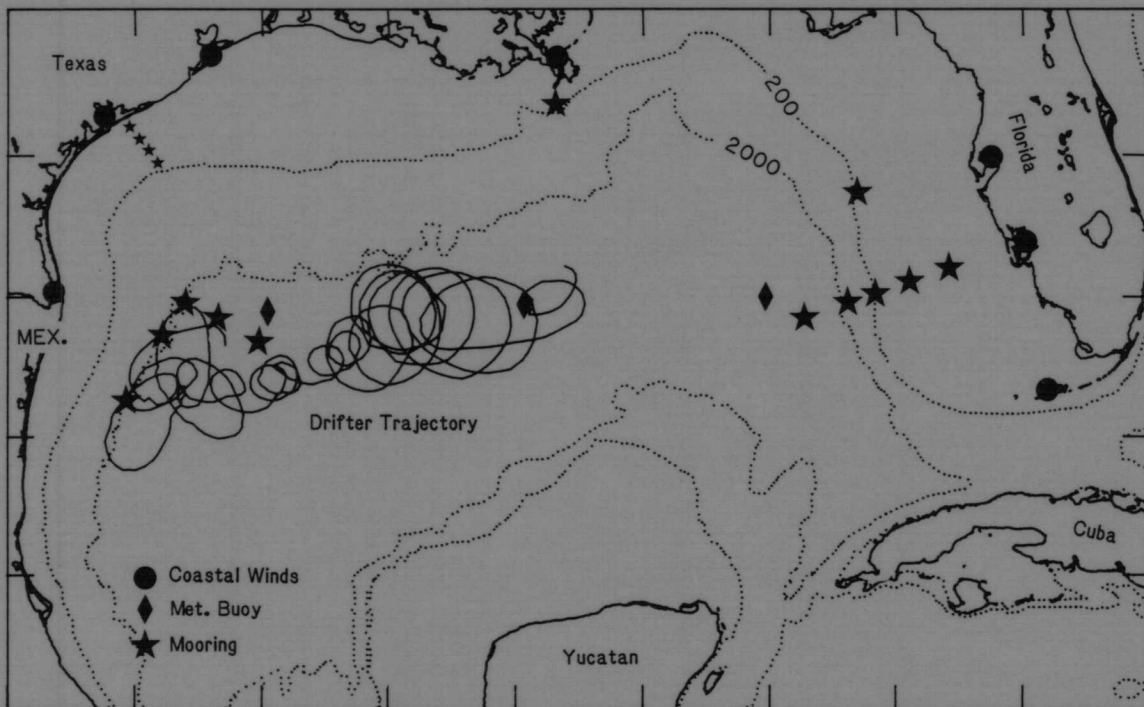 Texas
200
2000
Florida
MEX.
Drifter Trajectory
Cuba
Coastal Winds
Met. Buoy
Mooring
Yucatan